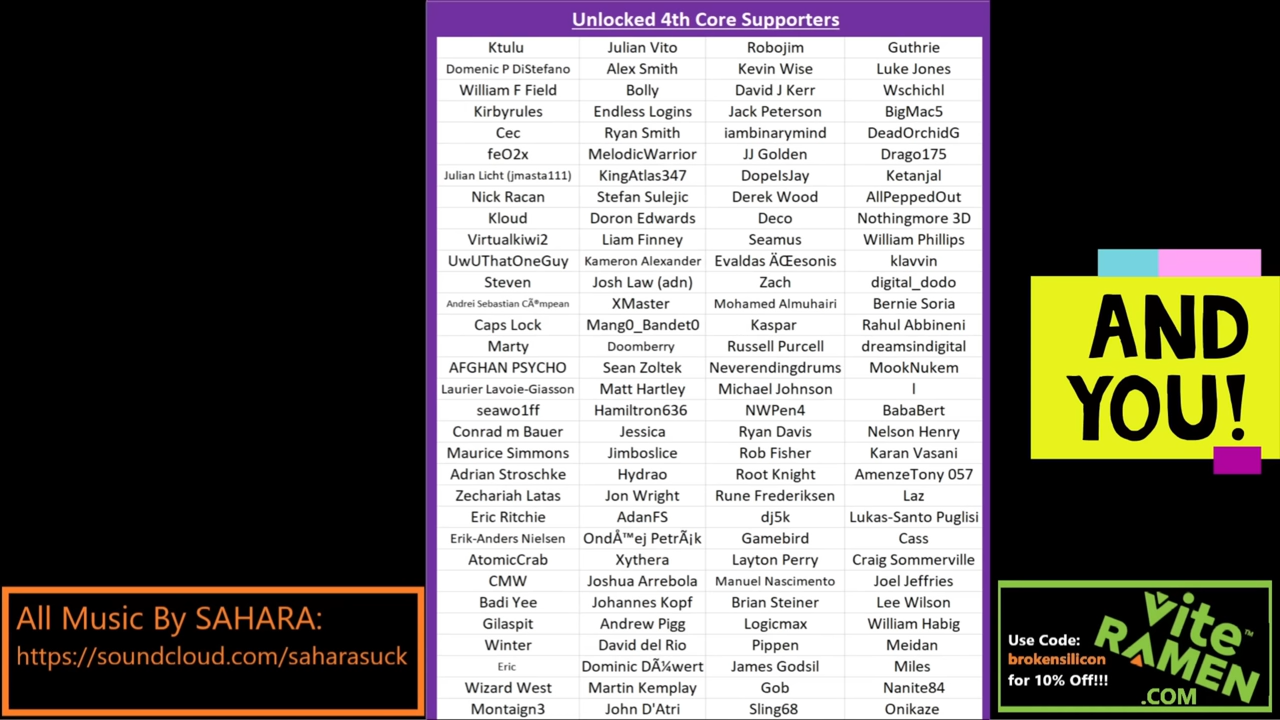 Unlocked 4th Core Supporters
Ktulu Julian Vito Robojim Guthrie
Domenic P DiStefano Alex Smith Kevin Wise Luke Jones
William F Field Bolly David J Kerr Wschichl
Kirbyrules Endless Logins Jack Peterson BigMac5
Cec Ryan Smith iambinarymind DeadOrchidG
feO2x MelodicWarrior JJ Golden Drago175
Julian Licht (jmasta111) KingAtlas347 DopeIsJay Ketanjal
Nick Racan Stefan Sulejic Derek Wood AllPeppedOut
Kloud Doron Edwards Deco Nothingmore 3D
Virtualkiwi2 Liam Finney Seamus William Phillips
UwUThatOneGuy Kameron Alexander Evaldas ÄŒesonis klavvin
Steven Josh Law (adn) Zach digital_dodo
Andrei Sebastian CÃ®mpean XMaster Mohamed Almuhairi Bernie Soria
Caps Lock Mang0_Bandet0 Kaspar Rahul Abbineni
Marty Doomberry Russell Purcell dreamsindigital
AFGHAN PSYCHO Sean Zoltek Neverendingdrums MookNukem
Laurier Lavoie-Giasson Matt Hartley Michael Johnson l
seawo1ff Hamiltron636 NWPen4 BabaBert
Conrad m Bauer Jessica Ryan Davis Nelson Henry
Maurice Simmons Jimboslice Rob Fisher Karan Vasani
Adrian Stroschke Hydrao Root Knight AmenzeTony 057
Zechariah Latas Jon Wright Rune Frederiksen Laz
Eric Ritchie AdanFS dj5k Lukas-Santo Puglisi
Erik-Anders Nielsen OndÅ™ej PetrÃ¡k Gamebird Cass
AtomicCrab Xythera Layton Perry Craig Sommerville
CMW Joshua Arrebola Manuel Nascimento Joel Jeffries
Badi Yee Johannes Kopf Brian Steiner Lee Wilson
Gilaspit Andrew Pigg Logicmax William Habig
Winter David del Rio Pippen Meidan
Eric Dominic DÃ¼wert James Godsil Miles
Wizard West Martin Kemplay Gob Nanite84
Montaign3 John D'Atri Sling68 Onikaze
AND
YOU!
All Music By SAHARA:
https://soundcloud.com/saharasuck
Use Code:
brokensilicon
for 10% Off!!!
Vite™
RAMEN
.COM